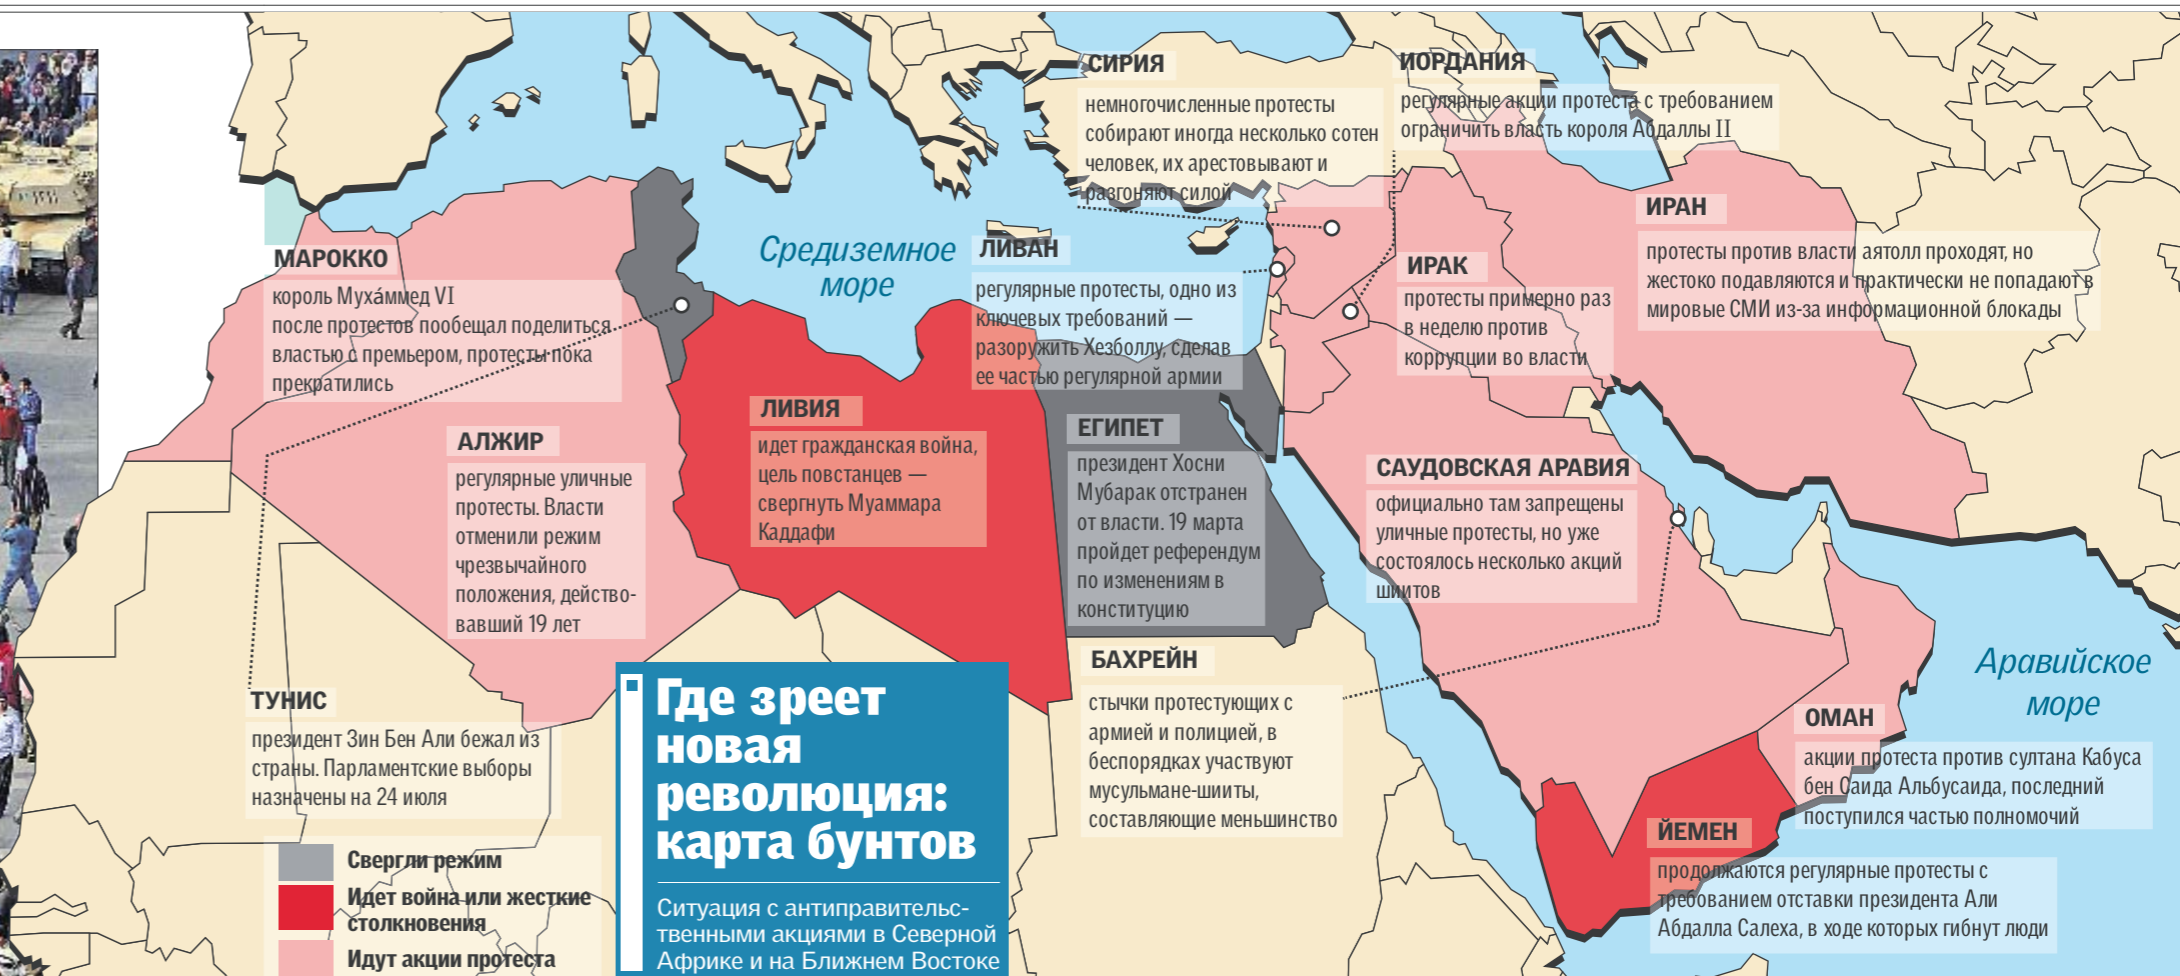 СИРИЯ
немногочисленные протесты
собирают иногда несколько сотен
человек, их арестовывают и
разгоняют силой
ИОРДАНИЯ
регулярные акции протеста с требованием
ограничить власть короля Абдаллы II
ИРАН
протесты против власти аятолл проходят, но
жестоко подавляются и практически не попадают в
мировые СМИ из-за информационной блокады
МАРОККО
король Муха́ммед VI
после протестов пообещал поделиться
властью с премьером, протесты пока
прекратились
Средиземное
море
ЛИВАН
регулярные протесты, одно из
ключевых требований —
разоружить Хезболлу, сделав
ее частью регулярной армии
ИРАК
протесты примерно раз
в неделю против
коррупции во власти
АЛЖИР
регулярные уличные
протесты. Власти
отменили режим
чрезвычайного
положения, действо-
вавший 19 лет
ЛИВИЯ
идет гражданская война,
цель повстанцев —
свергнуть Муаммара
Каддафи
ЕГИПЕТ
президент Хосни
Мубарак отстранен
от власти. 19 марта
пройдет референдум
по изменениям в
конституцию
САУДОВСКАЯ АРАВИЯ
официально там запрещены
уличные протесты, но уже
состоялось несколько акций
шиитов
ТУНИС
президент Зин Бен Али бежал из
страны. Парламентские выборы
назначены на 24 июля
БАХРЕЙН
стычки протестующих с
армией и полицией, в
беспорядках участвуют
мусульмане-шииты,
составляющие меньшинство
Аравийское
море
ОМАН
акции протеста против султана Кабуса
бен Саида Альбусаида, последний
поступился частью полномочий
ЙЕМЕН
продолжаются регулярные протесты с
требованием отставки президента Али
Абдалла Салеха, в ходе которых гибнут люди
Свергли режим
Идет война или жесткие
столкновения
Идут акции протеста
Где зреет
новая
революция:
карта бунтов
Ситуация с антиправительс-
твенными акциями в Северной
Африке и на Ближнем Востоке